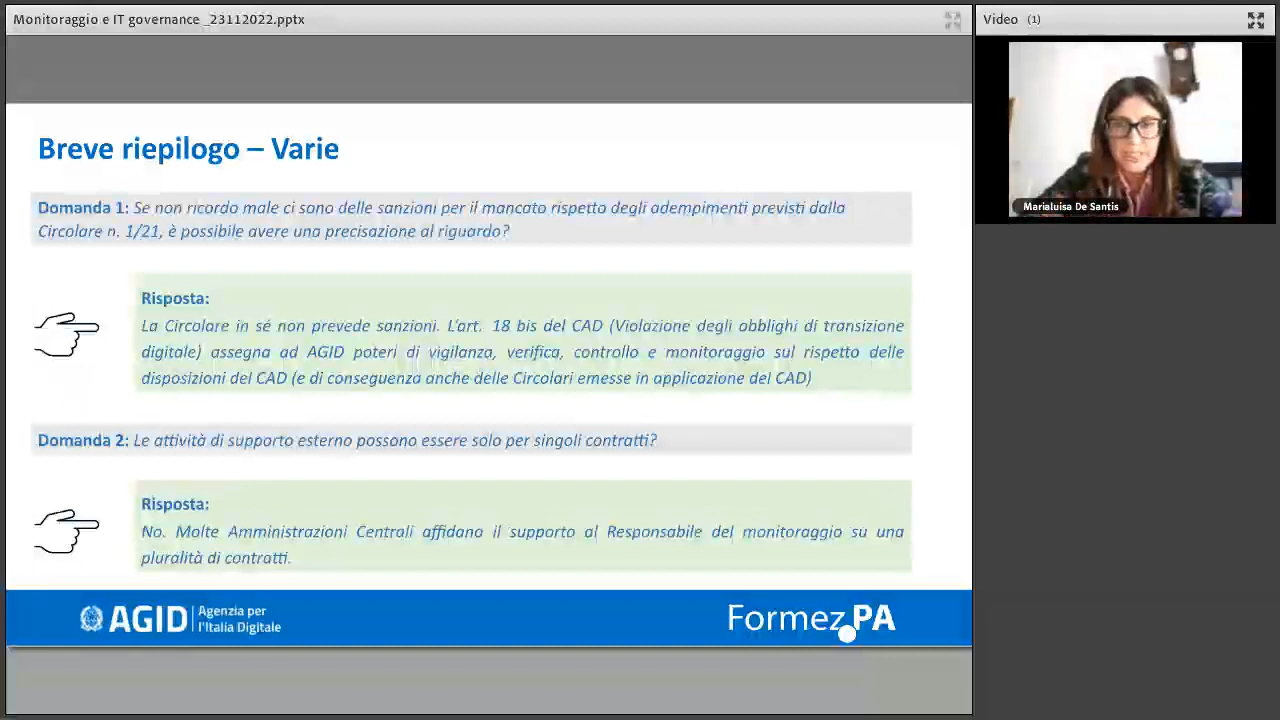 Monitoraggio e IT governance _23112022.pptx
Video (1)
Marialuisa De Santis
Breve riepilogo – Varie
Domanda 1: Se non ricordo male ci sono delle sanzioni per il mancato rispetto degli adempimenti previsti dalla
Circolare n. 1/21, è possibile avere una precisazione al riguardo?
Risposta:
La Circolare in sé non prevede sanzioni. L'art. 18 bis del CAD (Violazione degli obblighi di transizione
digitale) assegna ad AGID poteri di vigilanza, verifica, controllo e monitoraggio sul rispetto delle
disposizioni del CAD (e di conseguenza anche delle Circolari emesse in applicazione del CAD)
Domanda 2: Le attività di supporto esterno possono essere solo per singoli contratti?
Risposta:
No. Molte Amministrazioni Centrali affidano il supporto al Responsabile del monitoraggio su una
pluralità di contratti.
AGID
Agenzia per
l'Italia Digitale
Formez PA